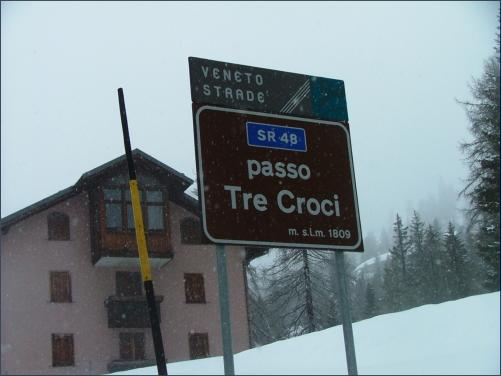 VENETO
STRADE
SR 48
passo
Tre Croci
m. s.l.m. 1809